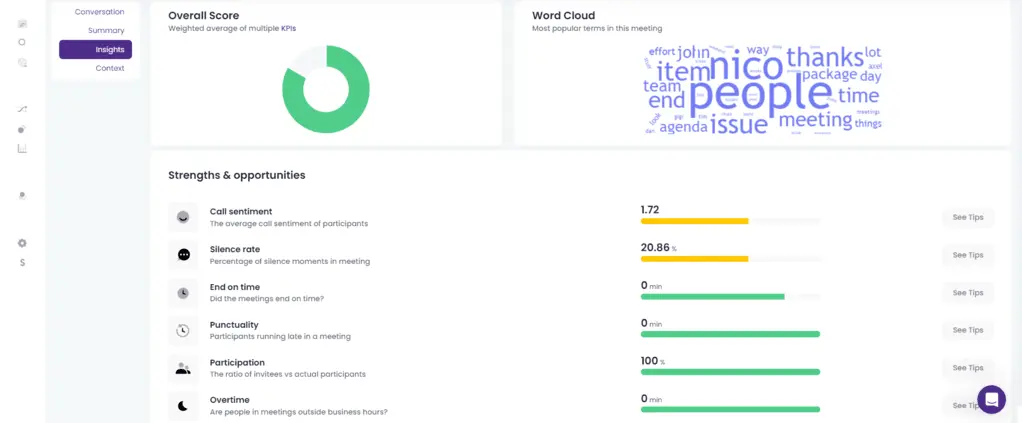 Conversation
Summary
Insights
Context
Overall Score
Weighted average of multiple KPIs
Word Cloud
Most popular terms in this meeting
effort john way thanks lot
item nico package day axel
team people time
end meeting meetings
look agenda issue things
dan
Strengths & opportunities
Call sentiment
The average call sentiment of participants
1.72
See Tips
Silence rate
Percentage of silence moments in meeting
20.86 %
See Tips
End on time
Did the meetings end on time?
0 min
See Tips
Punctuality
Participants running late in a meeting
0 min
See Tips
Participation
The ratio of invitees vs actual participants
100 %
See Tips
Overtime
Are people in meetings outside business hours?
0 min
See Tips
$